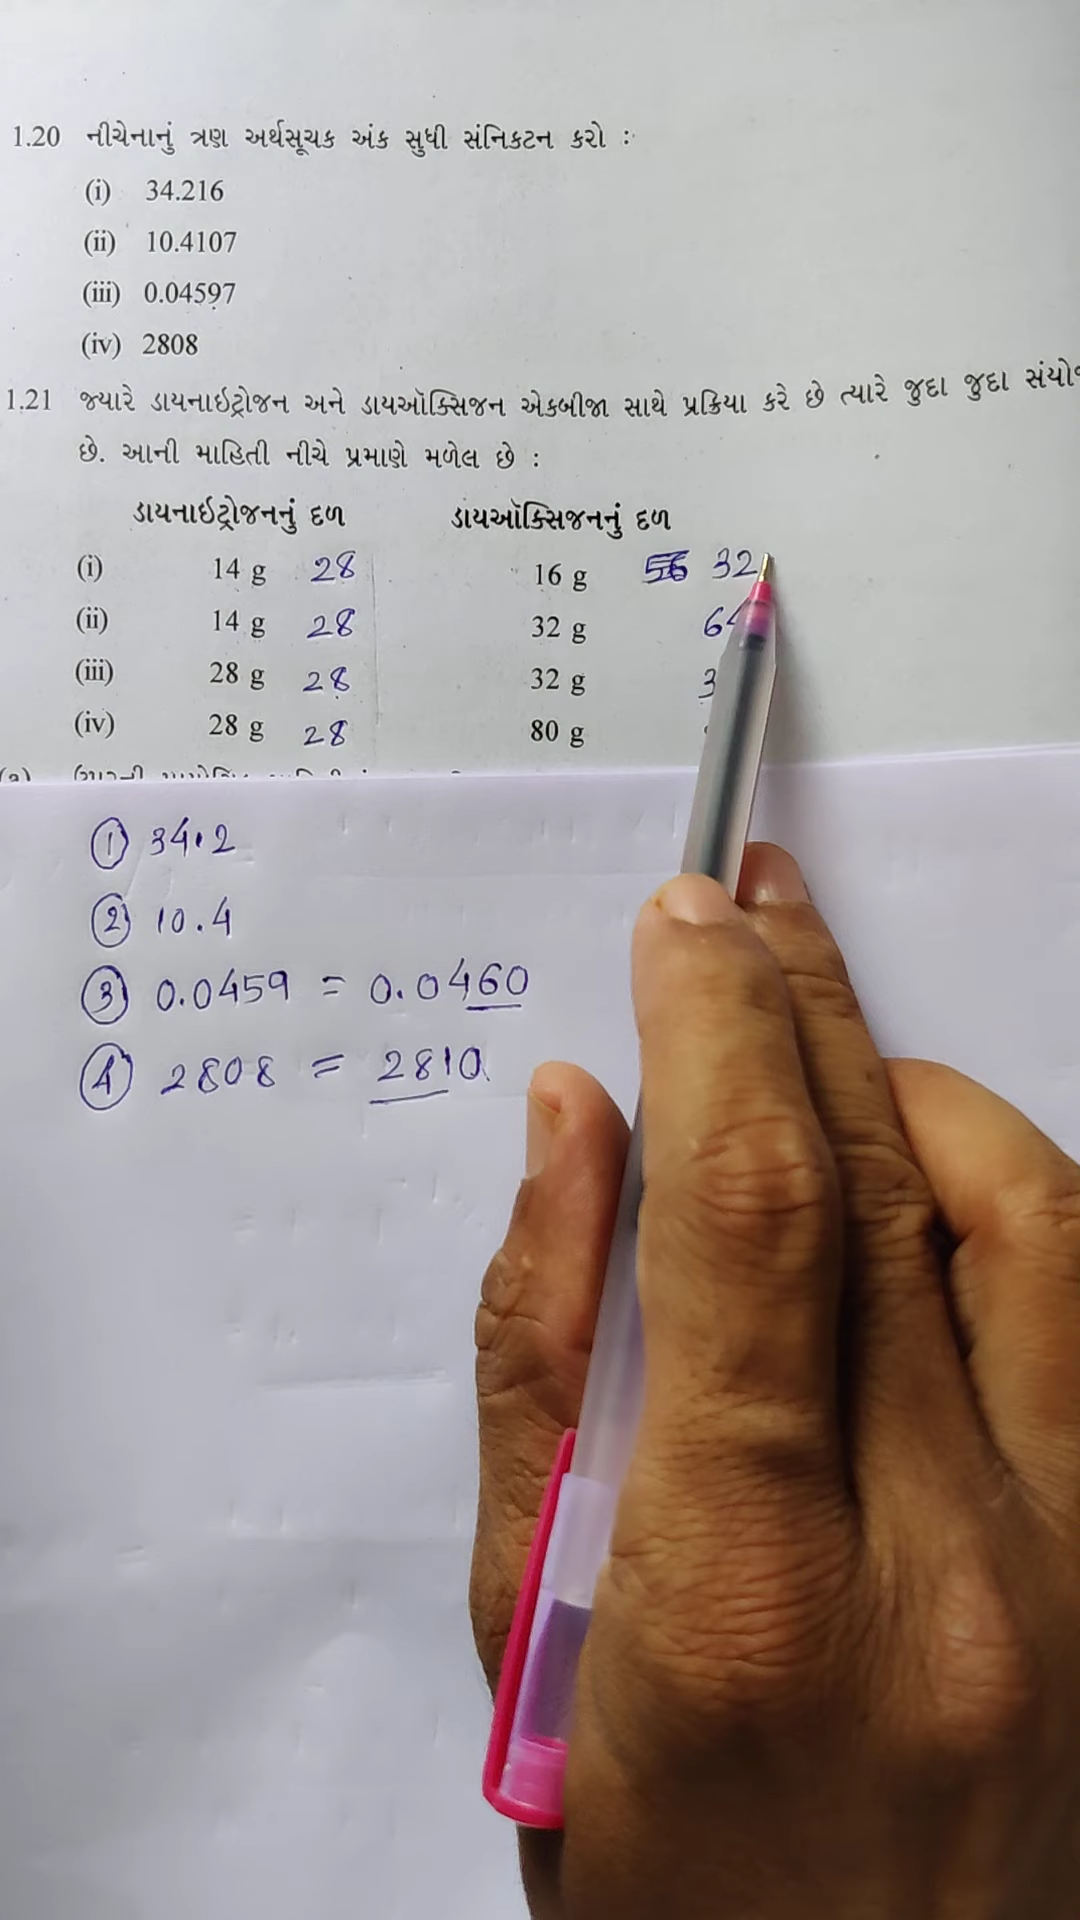 1.20 નીચેનાનું ત્રણ અર્થસૂચક અંક સુધી સંનિકટન કરો :
(i) 34.216
(ii) 10.4107
(iii) 0.04597
(iv) 2808
1.21 જ્યારે ડાયનાઇટ્રોજન અને ડાયઑક્સિજન એકબીજા સાથે પ્રક્રિયા કરે છે ત્યારે જુદા જુદા
છે. આની માહિતી નીચે પ્રમાણે મળેલ છે :
ડાયનાઇટ્રોજનનું દળ ડાયઑક્સિજનનું દળ
(i) 14 g 28 16 g 32
(ii) 14 g 28 32 g 64
(iii) 28 g 28 32 g 3
(iv) 28 g 28 80 g
① 34.2
② 10.4
③ 0.0459 = 0.0460
④ 2808 = 2810